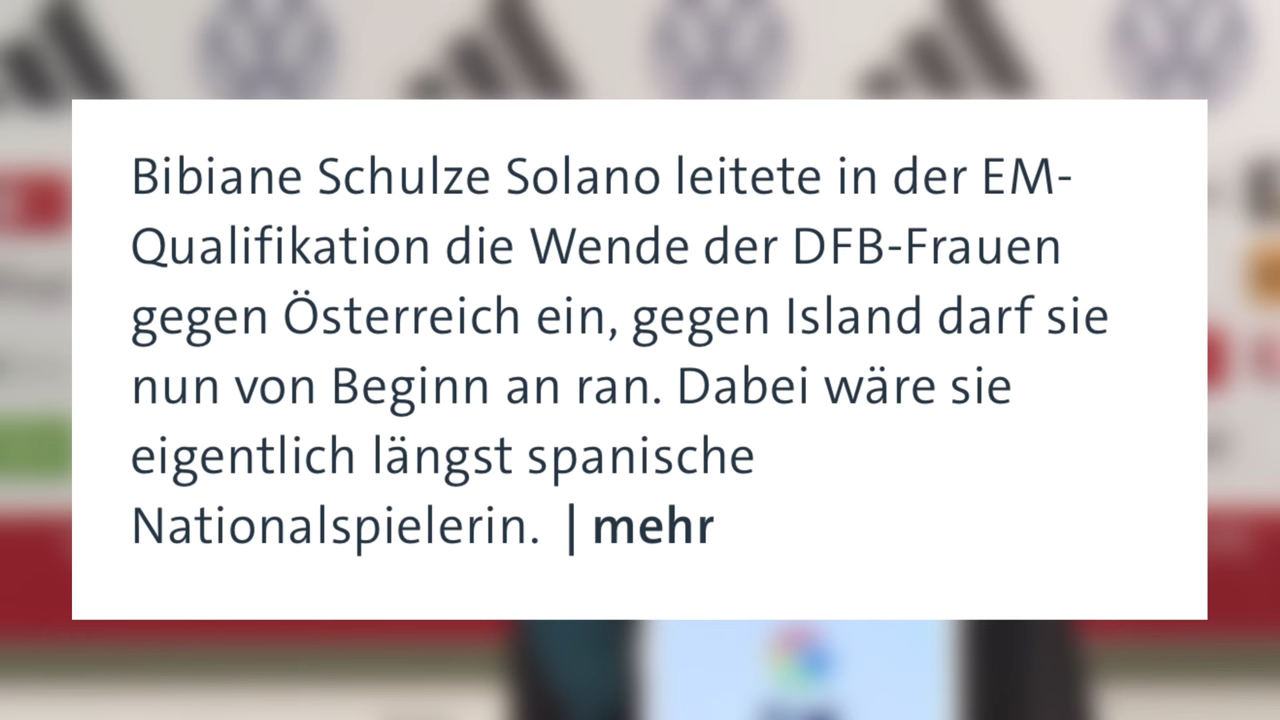 Bibiane Schulze Solano leitete in der EM-
Qualifikation die Wende der DFB-Frauen
gegen Österreich ein, gegen Island darf sie
nun von Beginn an ran. Dabei wäre sie
eigentlich längst spanische
Nationalspielerin. | mehr